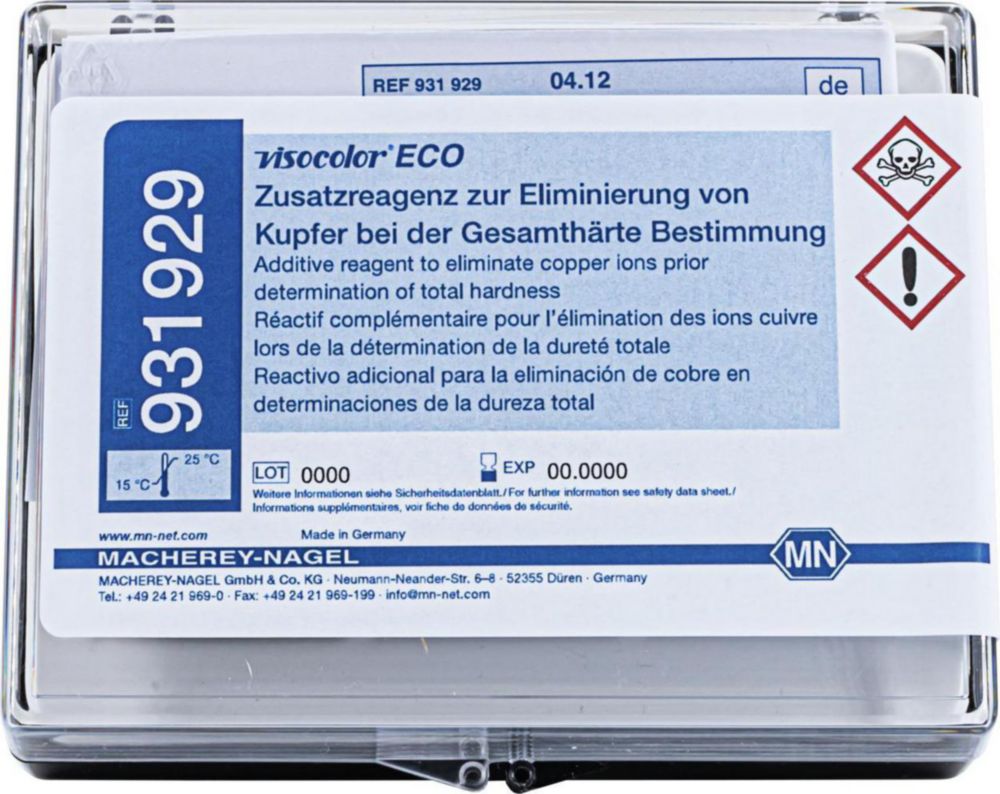 REF 931 929 04.12 de
visocolor® ECO
Zusatzreagenz zur Eliminierung von
Kupfer bei der Gesamthärte Bestimmung
Additive reagent to eliminate copper ions prior
determination of total hardness
Réactif complémentaire pour l'élimination des ions cuivre
lors de la détermination de la dureté totale
Reactivo adicional para la eliminación de cobre en
determinaciones de la dureza total
REF 931 929
25 °C
15 °C
LOT 0000 EXP 00.0000
Weitere Informationen siehe Sicherheitsdatenblatt./For further information see safety data sheet./
Informations supplémentaires, voir fiche de données de sécurité.
www.mn-net.com Made in Germany
MACHEREY-NAGEL MN
MACHEREY-NAGEL GmbH & Co. KG · Neumann-Neander-Str. 6–8 · 52355 Düren · Germany
Tel.: +49 24 21 969-0 · Fax: +49 24 21 969-199 · info@mn-net.com